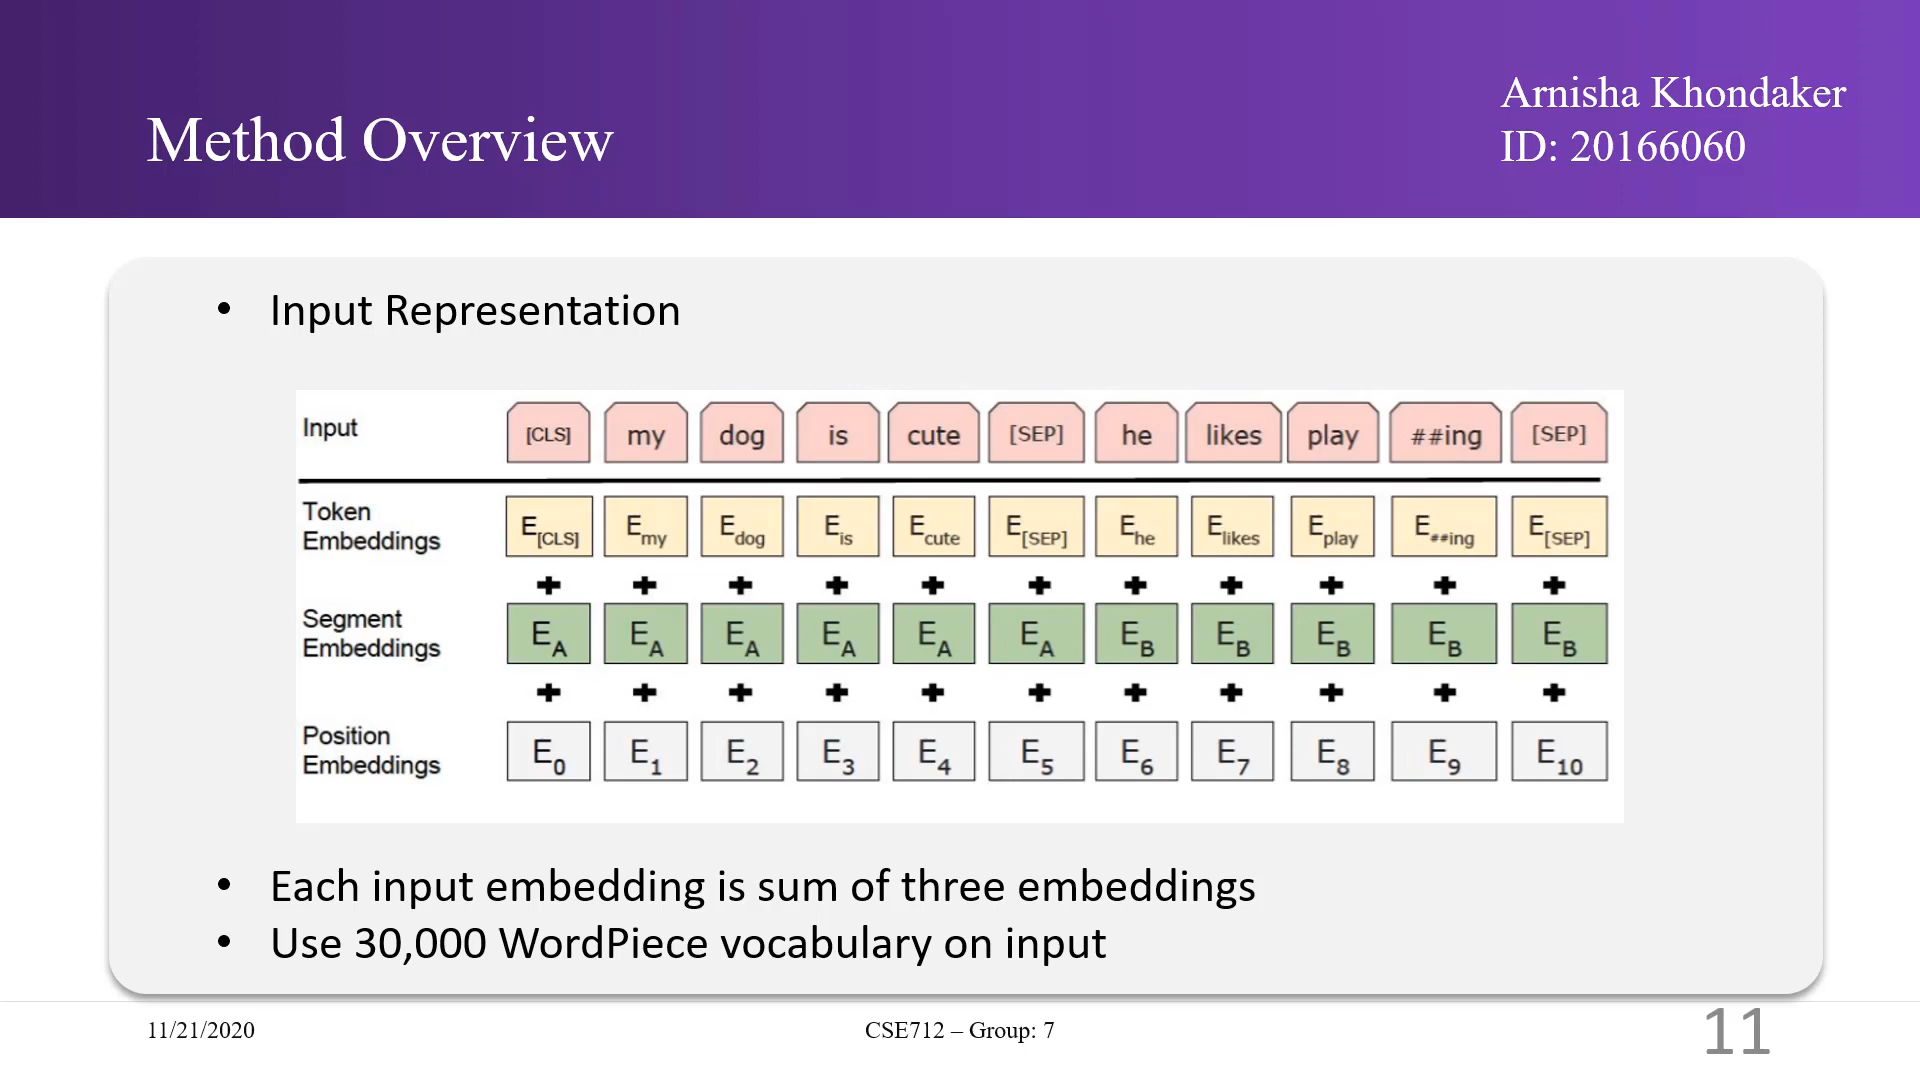 Method Overview
Arnisha Khondaker
ID: 20166060
• Input Representation
Input [CLS] my dog is cute [SEP] he likes play ##ing [SEP]
Token
Embeddings E[CLS] Emy Edog Eis Ecute E[SEP] Ehe Elikes Eplay E##ing E[SEP]
+ + + + + + + + + + +
Segment
Embeddings EA EA EA EA EA EA EB EB EB EB EB
+ + + + + + + + + + +
Position
Embeddings E0 E1 E2 E3 E4 E5 E6 E7 E8 E9 E10
• Each input embedding is sum of three embeddings
• Use 30,000 WordPiece vocabulary on input
11/21/2020
CSE712 – Group: 7
11